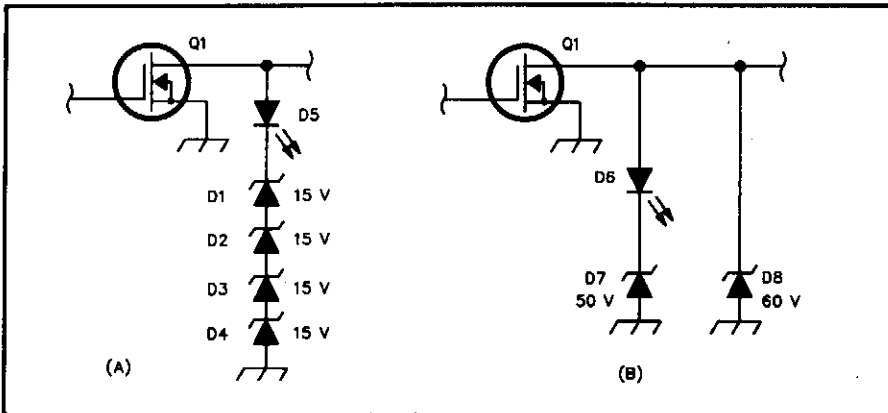 Q1
D5
D1 15 V
D2 15 V
D3 15 V
D4 15 V
(A)
Q1
D6
D7
50 V
D8
60 V
(B)